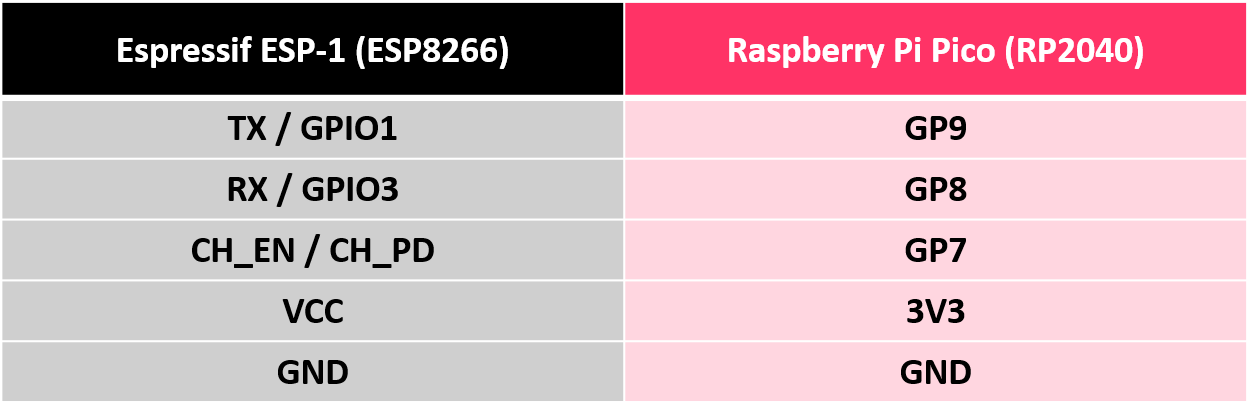 Espressif ESP-1 (ESP8266) Raspberry Pi Pico (RP2040)
TX / GPIO1 GP9
RX / GPIO3 GP8
CH_EN / CH_PD GP7
VCC 3V3
GND GND